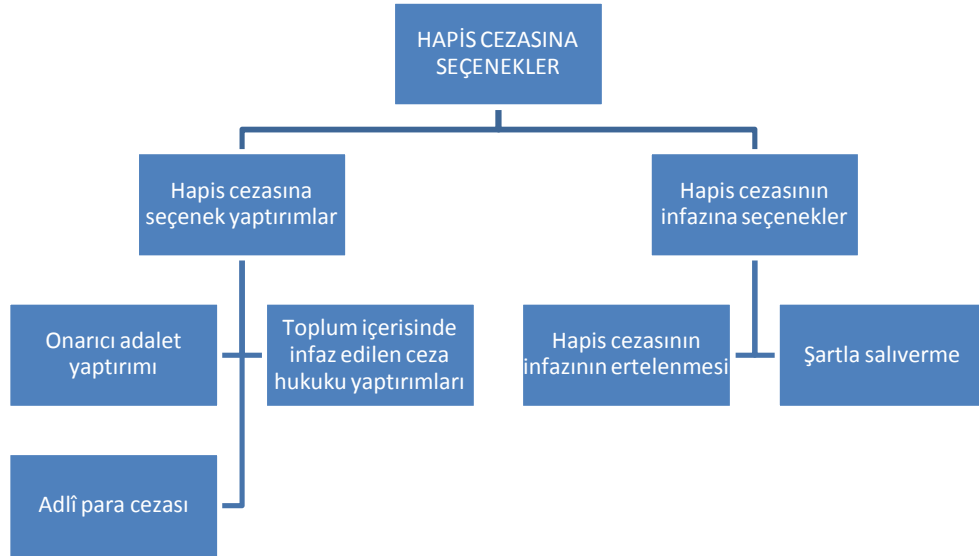 HAPİS CEZASINA
SEÇENEKLER
Hapis cezasına
seçenek yaptırımlar
Hapis cezasının
infazına seçenekler
Onarıcı adalet
yaptırımı
Toplum içerisinde
infaz edilen ceza
hukuku yaptırımları
Hapis cezasının
infazının ertelenmesi
Şartla salıverme
Adlî para cezası